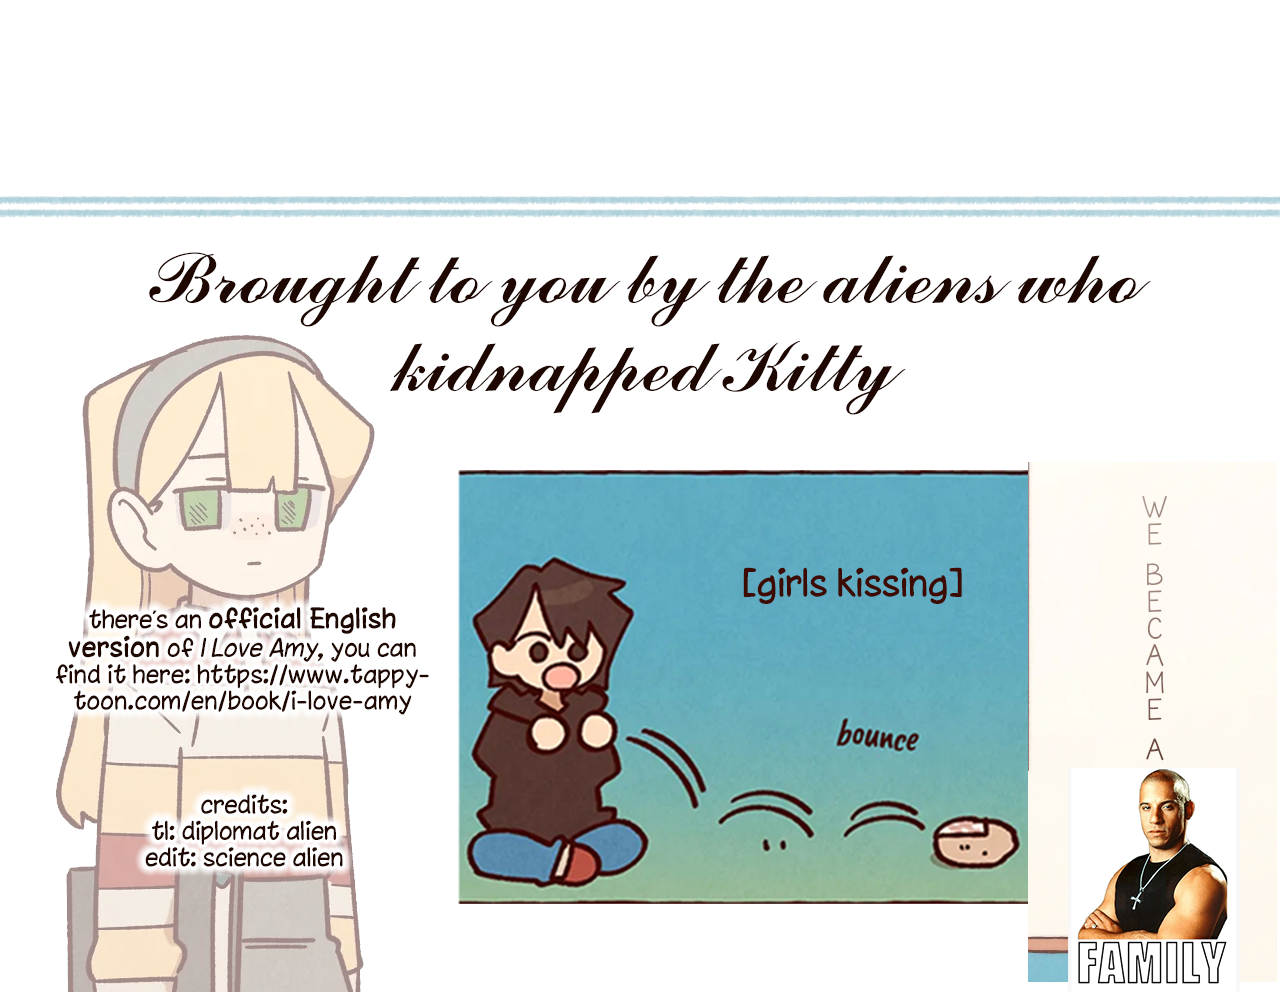 Brought to you by the aliens who
kidnapped Kitty
there's an official English
version of I Love Amy, you can
find it here: https://www.tappy-
toon.com/en/book/i-love-amy
credits:
tl: diplomat alien
edit: science alien
[girls kissing]
bounce
WE
BECAME
A
FAMILY